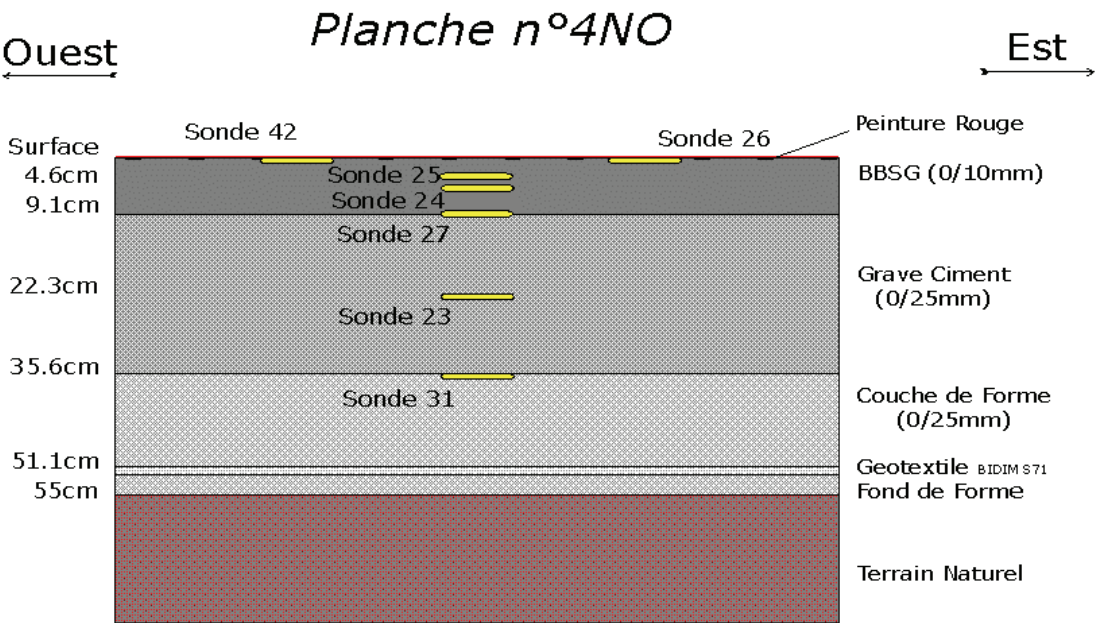 Planche n°4NO
Ouest
Est
Sonde 42
Sonde 26
Peinture Rouge
Surface
4.6cm
Sonde 25
BBSG (0/10mm)
9.1cm
Sonde 24
Sonde 27
22.3cm
Grave Ciment
(0/25mm)
Sonde 23
35.6cm
Sonde 31
Couche de Forme
(0/25mm)
51.1cm
Geotextile BIDIM S71
55cm
Fond de Forme
Terrain Naturel